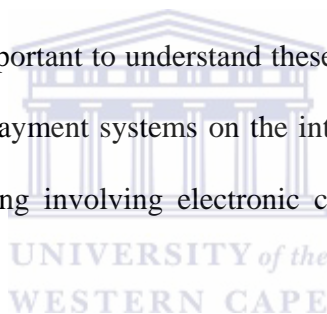 portant to understand these
ayment systems on the int
ng involving electronic c
UNIVERSITY of the
WESTERN CAPE